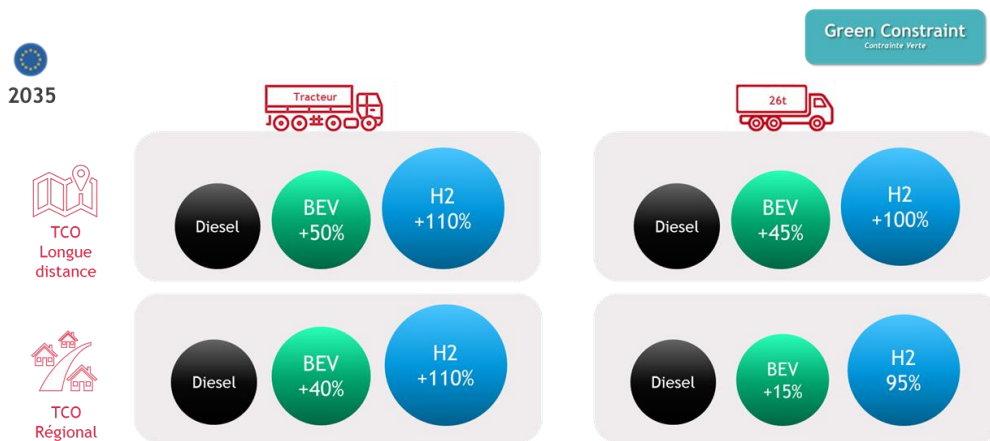 Green Constraint
Contrainte Verte
2035
Tracteur
26t
TCO
Longue
distance
Diesel
BEV
+50%
H2
+110%
Diesel
BEV
+45%
H2
+100%
TCO
Régional
Diesel
BEV
+40%
H2
+110%
Diesel
BEV
+15%
H2
95%